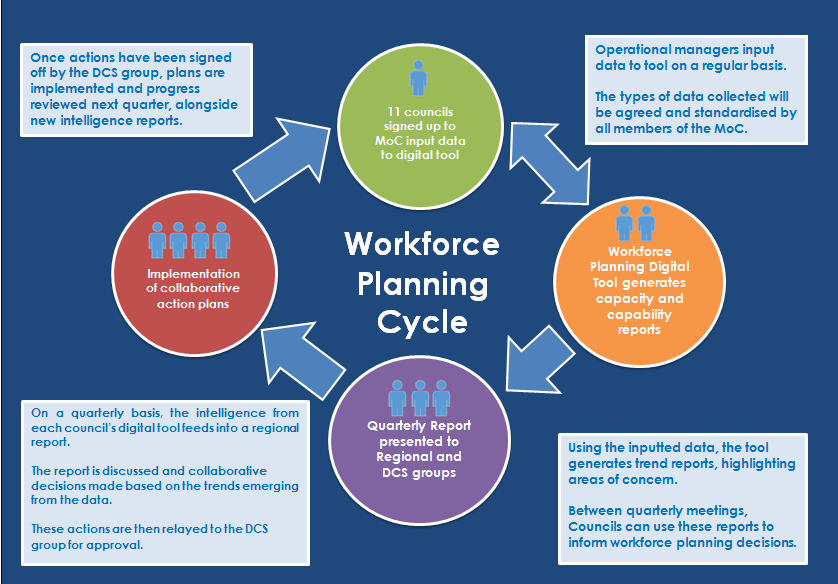 Once actions have been signed
off by the DCS group, plans are
implemented and progress
reviewed next quarter, alongside
new intelligence reports.
11 councils
signed up to
MoC input data
to digital tool
Operational managers input
data to tool on a regular basis.
The types of data collected will
be agreed and standardised by
all members of the MoC.
Implementation
of collaborative
action plans
Workforce
Planning
Cycle
Workforce
Planning Digital
Tool generates
capacity and
capability
reports
On a quarterly basis, the intelligence from
each council's digital tool feeds into a regional
report.
The report is discussed and collaborative
decisions made based on the trends emerging
from the data.
These actions are then relayed to the DCS
group for approval.
Quarterly Report
presented to
Regional and
DCS groups
Using the inputted data, the tool
generates trend reports, highlighting
areas of concern.
Between quarterly meetings,
Councils can use these reports to
inform workforce planning decisions.